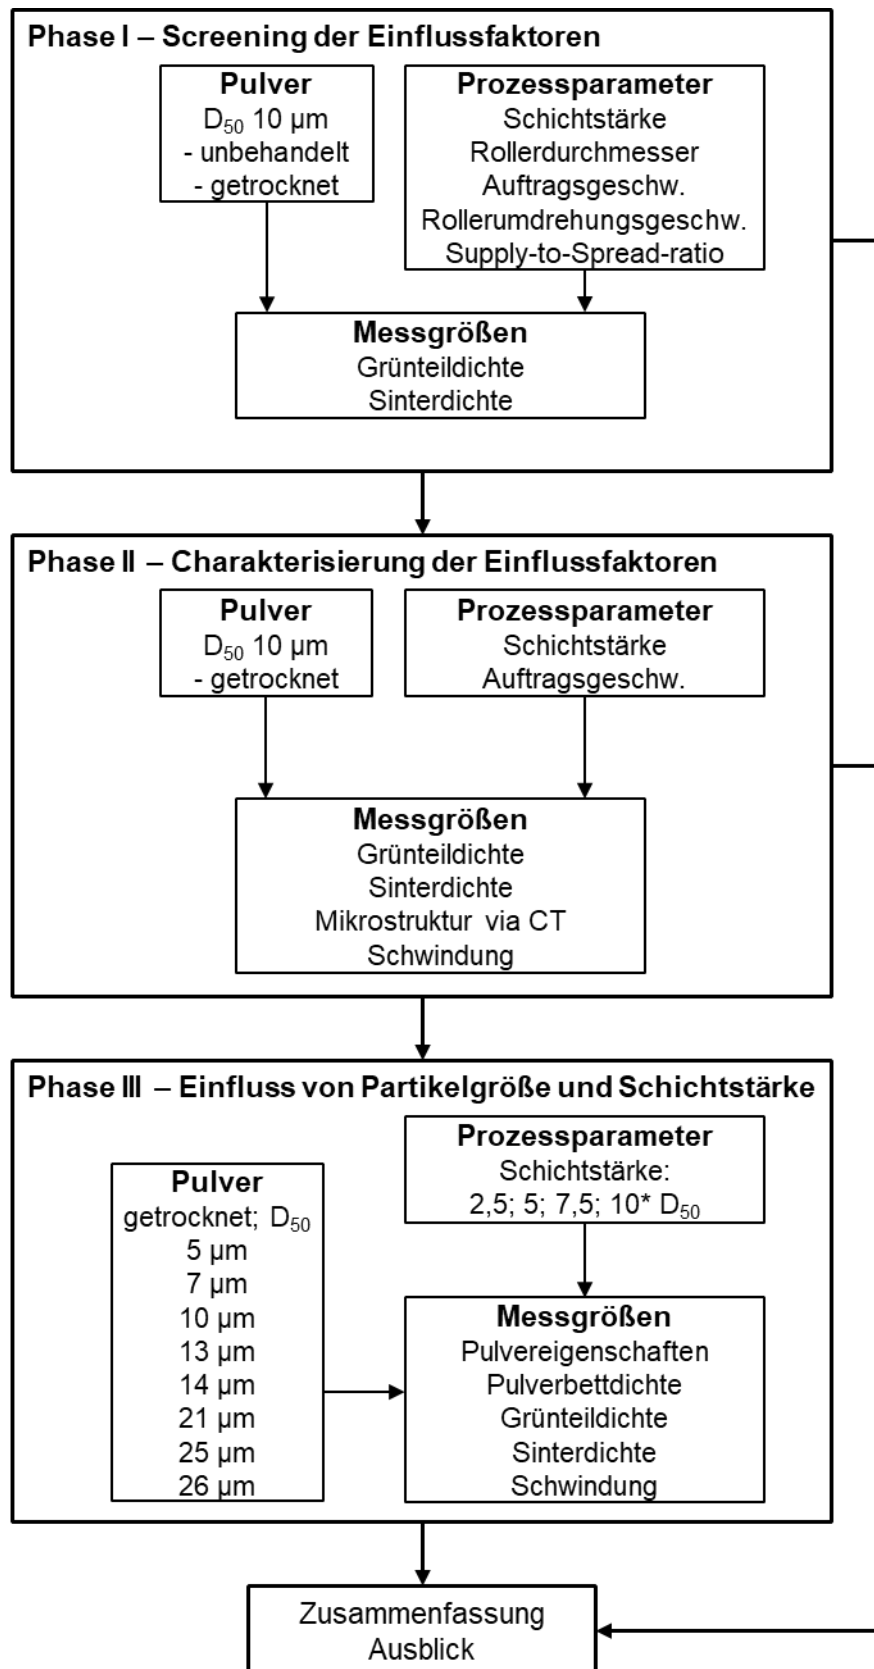 Phase I – Screening der Einflussfaktoren
Pulver
D₅₀ 10 µm
- unbehandelt
- getrocknet
Prozessparameter
Schichtstärke
Rollerdurchmesser
Auftragsgeschw.
Rollerumdrehungsgeschw.
Supply-to-Spread-ratio
Messgrößen
Grünteildichte
Sinterdichte
Phase II – Charakterisierung der Einflussfaktoren
Pulver
D₅₀ 10 µm
- getrocknet
Prozessparameter
Schichtstärke
Auftragsgeschw.
Messgrößen
Grünteildichte
Sinterdichte
Mikrostruktur via CT
Schwindung
Phase III – Einfluss von Partikelgröße und Schichtstärke
Pulver
getrocknet; D₅₀
5 µm
7 µm
10 µm
13 µm
14 µm
21 µm
25 µm
26 µm
Prozessparameter
Schichtstärke:
2,5; 5; 7,5; 10* D₅₀
Messgrößen
Pulvereigenschaften
Pulverbettdichte
Grünteildichte
Sinterdichte
Schwindung
Zusammenfassung
Ausblick